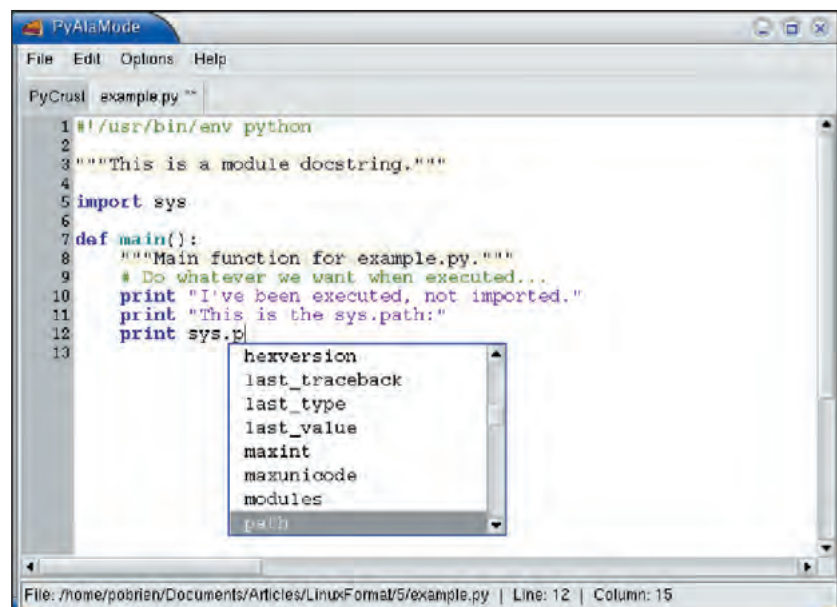 PyAlaMode
File Edit Options Help
PyCrust example.py **
1 #!/usr/bin/env python
2
3 """This is a module docstring."""
4
5 import sys
6
7 def main():
8     """Main function for example.py."""
9     # Do whatever we want when executed...
10     print "I've been executed, not imported."
11     print "This is the sys.path:"
12     print sys.p
13
hexversion
last_traceback
last_type
last_value
maxint
maxunicode
modules
path
File: /home/pobrien/Documents/Articles/LinuxFormat/5/example.py | Line: 12 | Column: 15